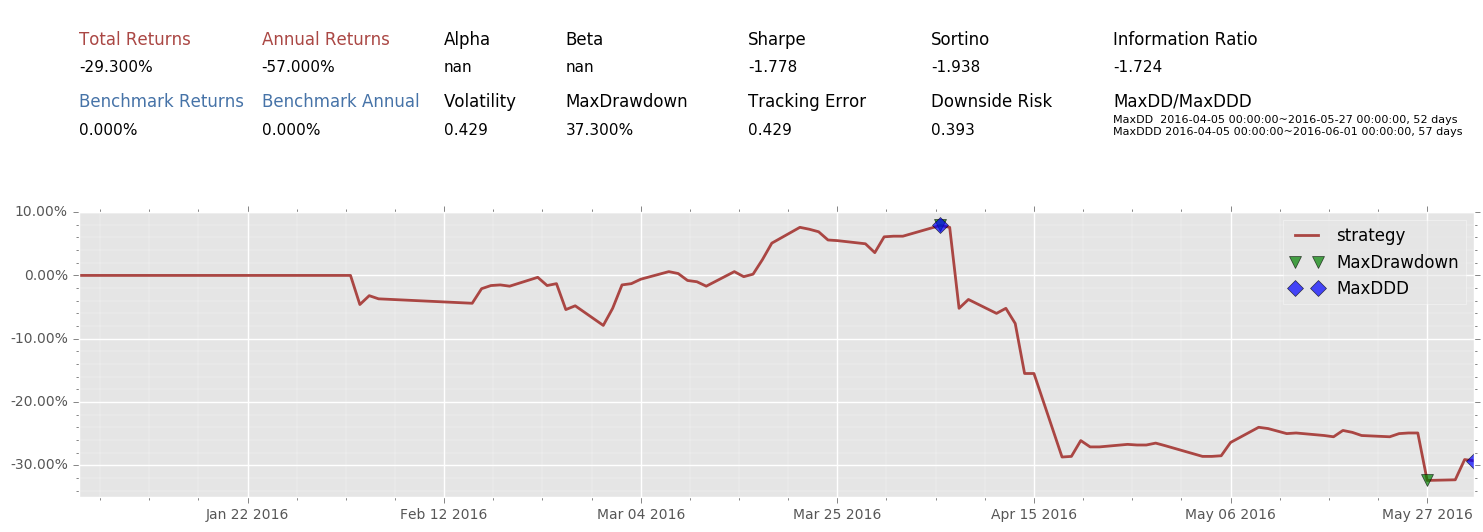 Total Returns Annual Returns Alpha Beta Sharpe Sortino Information Ratio
-29.300% -57.000% nan nan -1.778 -1.938 -1.724
Benchmark Returns Benchmark Annual Volatility MaxDrawdown Tracking Error Downside Risk MaxDD/MaxDDD
0.000% 0.000% 0.429 37.300% 0.429 0.393
MaxDD  2016-04-05 00:00:00~2016-05-27 00:00:00, 52 days
MaxDDD 2016-04-05 00:00:00~2016-06-01 00:00:00, 57 days
10.00%
0.00%
-10.00%
-20.00%
-30.00%
strategy
MaxDrawdown
MaxDDD
Jan 22 2016 Feb 12 2016 Mar 04 2016 Mar 25 2016 Apr 15 2016 May 06 2016 May 27 2016